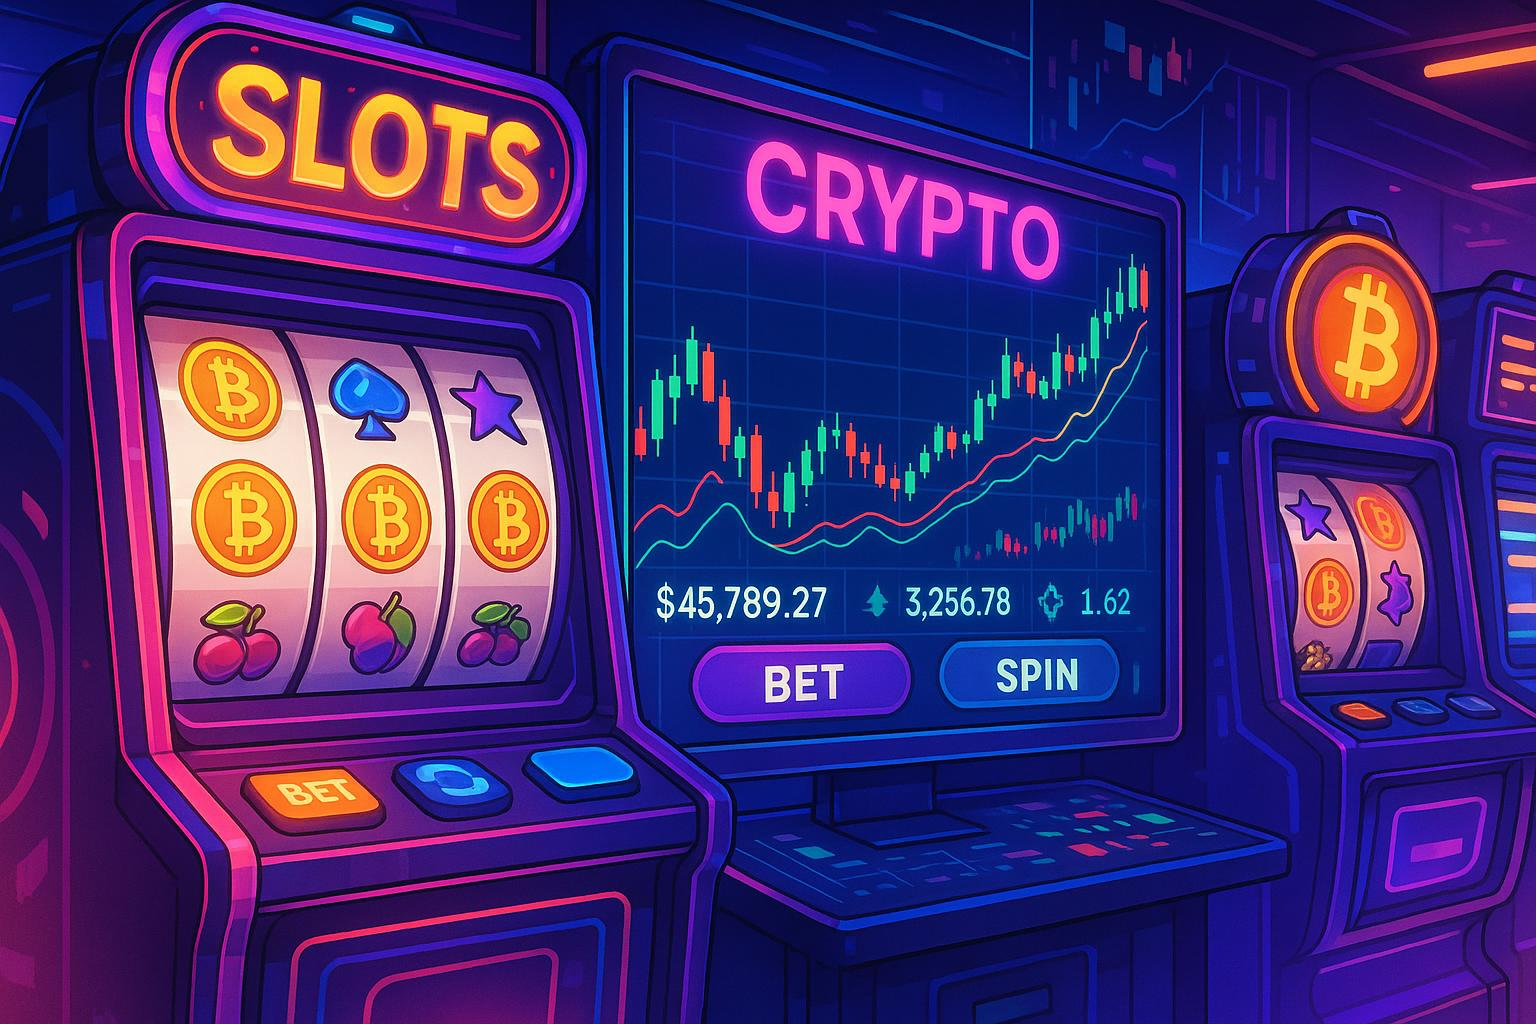 SLOTS
CRYPTO
$45,789.27 3,256.78 1.62
BET SPIN
BET